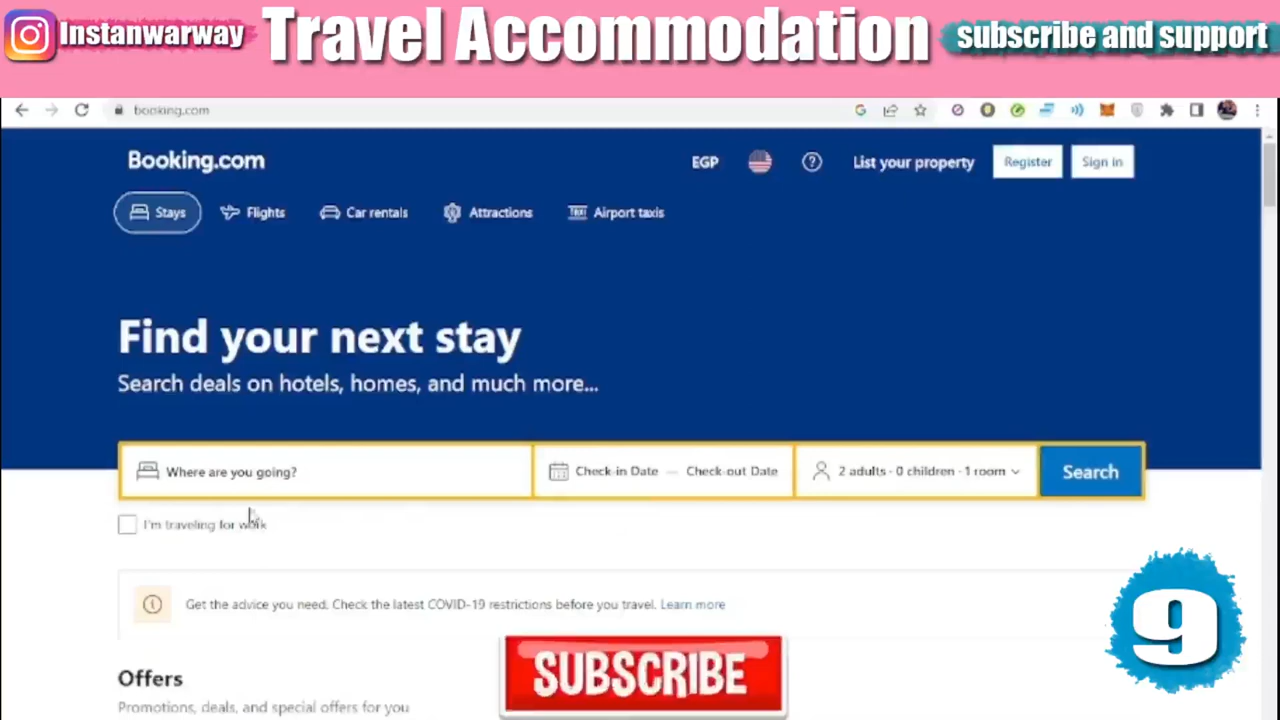 Instanwarway
Travel Accommodation
subscribe and support
booking.com
Booking.com
EGP
List your property
Register
Sign in
Stays
Flights
Car rentals
Attractions
TAXI
Airport taxis
Find your next stay
Search deals on hotels, homes, and much more...
Where are you going?
Check-in Date — Check-out Date
2 adults · 0 children · 1 room
Search
I'm traveling for work
Get the advice you need. Check the latest COVID-19 restrictions before you travel. Learn more
9
SUBSCRIBE
Offers
Promotions, deals, and special offers for you